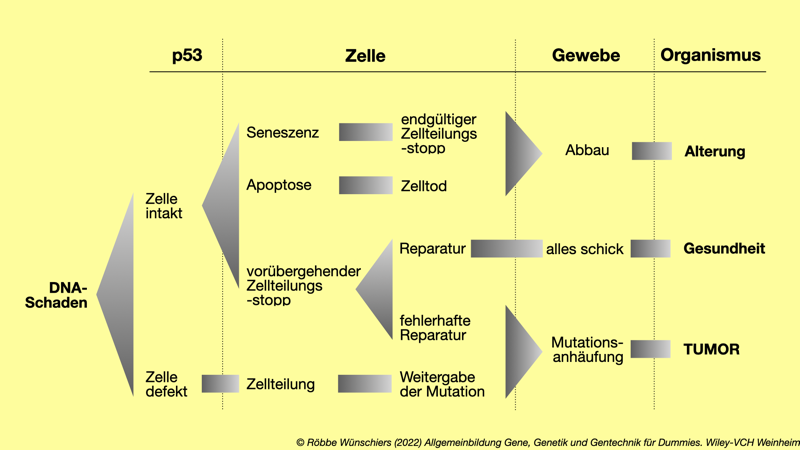 p53 Zelle Gewebe Organismus
Seneszenz
endgültiger
Zellteilungs
-stopp
Abbau
Alterung
Apoptose
Zelltod
Zelle
intakt
vorübergehender
Zellteilungs
-stopp
Reparatur
alles schick
Gesundheit
DNA-
Schaden
fehlerhafte
Reparatur
Mutations-
anhäufung
TUMOR
Zelle
defekt
Zellteilung
Weitergabe
der Mutation
© Röbbe Wünschiers (2022) Allgemeinbildung Gene, Genetik und Gentechnik für Dummies. Wiley-VCH Weinheim